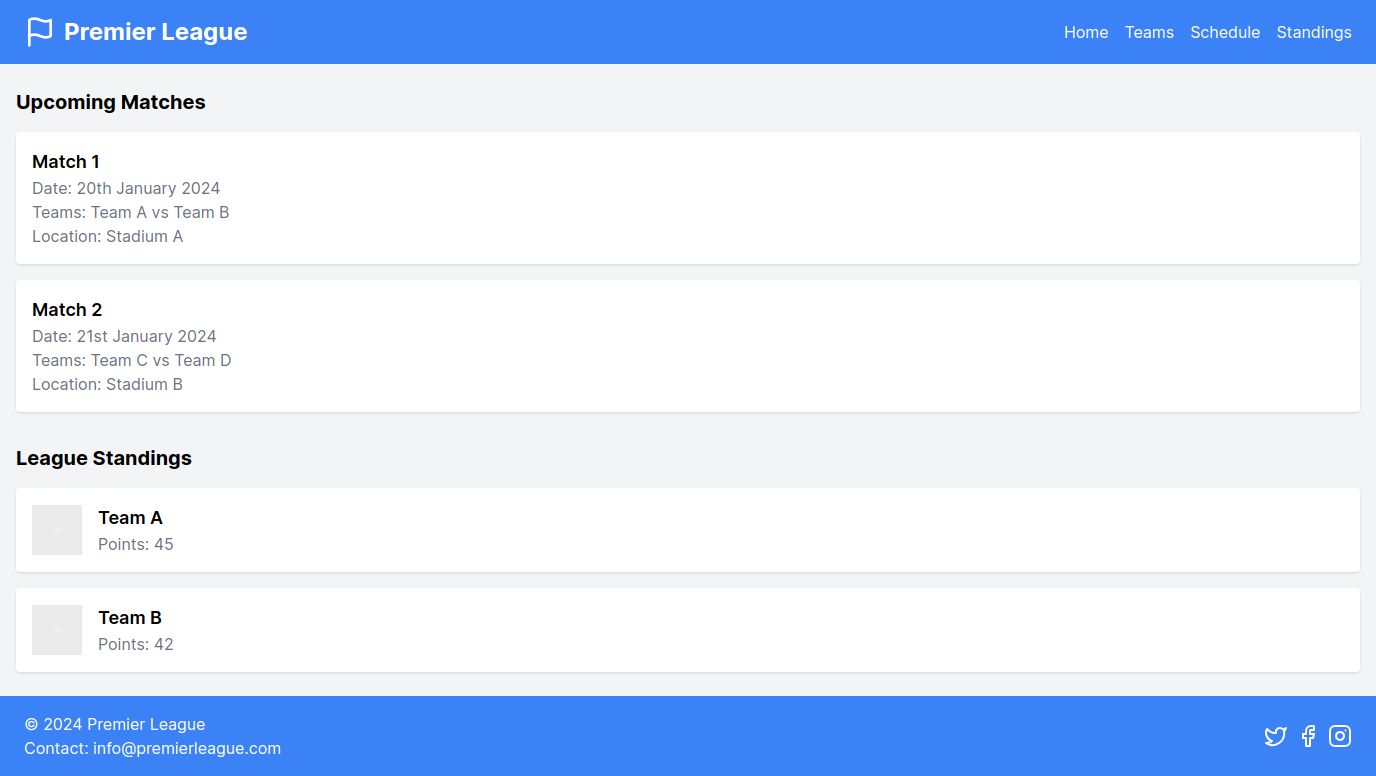 Premier League
Home Teams Schedule Standings
Upcoming Matches
Match 1
Date: 20th January 2024
Teams: Team A vs Team B
Location: Stadium A
Match 2
Date: 21st January 2024
Teams: Team C vs Team D
Location: Stadium B
League Standings
Team A
Points: 45
Team B
Points: 42
© 2024 Premier League
Contact: info@premierleague.com